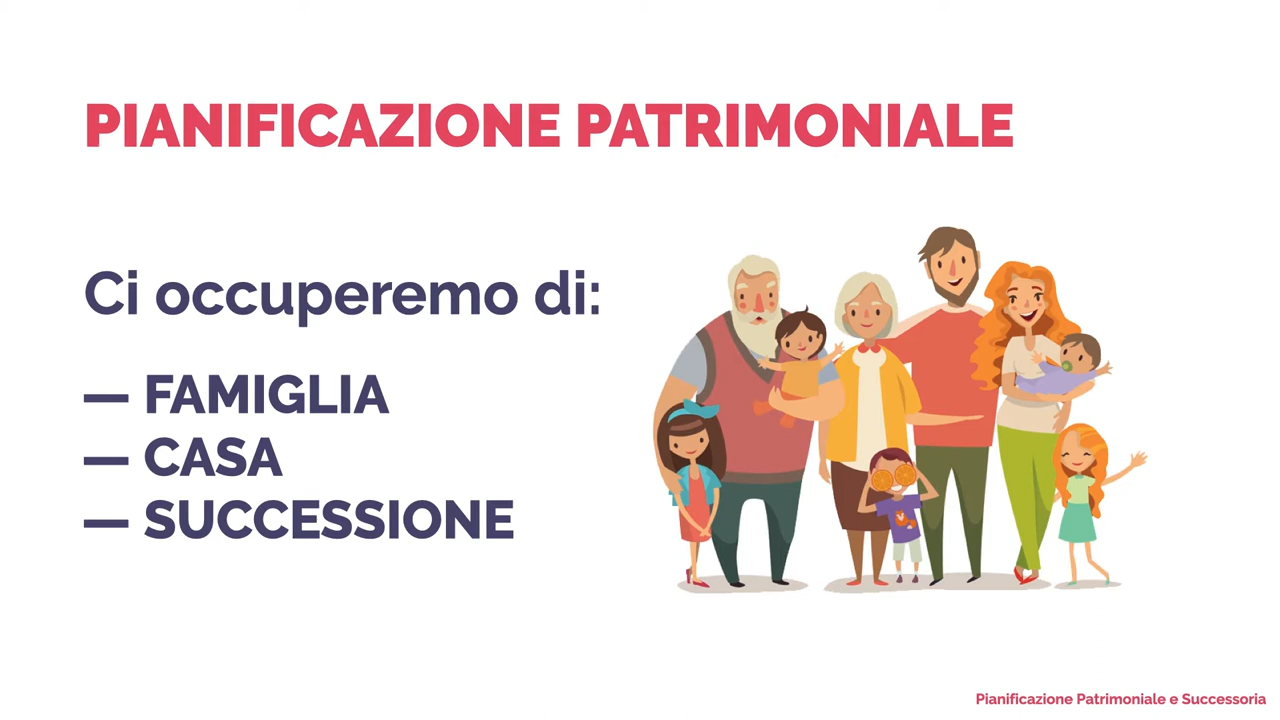 PIANIFICAZIONE PATRIMONIALE
Ci occuperemo di:
— FAMIGLIA
— CASA
— SUCCESSIONE
Pianificazione Patrimoniale e Successoria